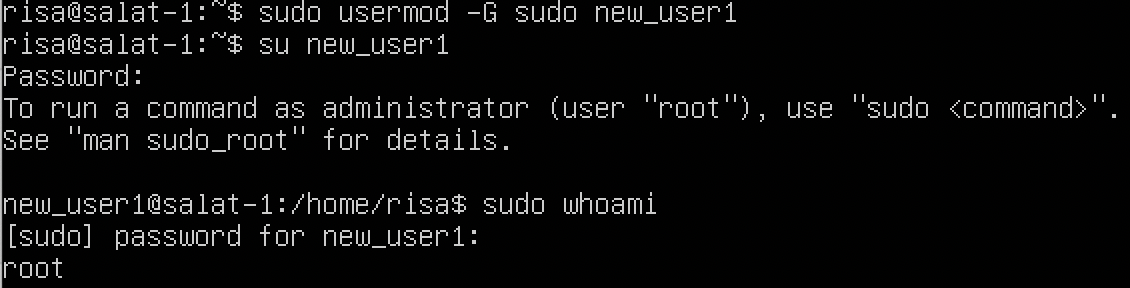 risa@salat-1:~$ sudo usermod -G sudo new_user1
risa@salat-1:~$ su new_user1
Password:
To run a command as administrator (user "root"), use "sudo <command>".
See "man sudo_root" for details.

new_user1@salat-1:/home/risa$ sudo whoami
[sudo] password for new_user1:
root